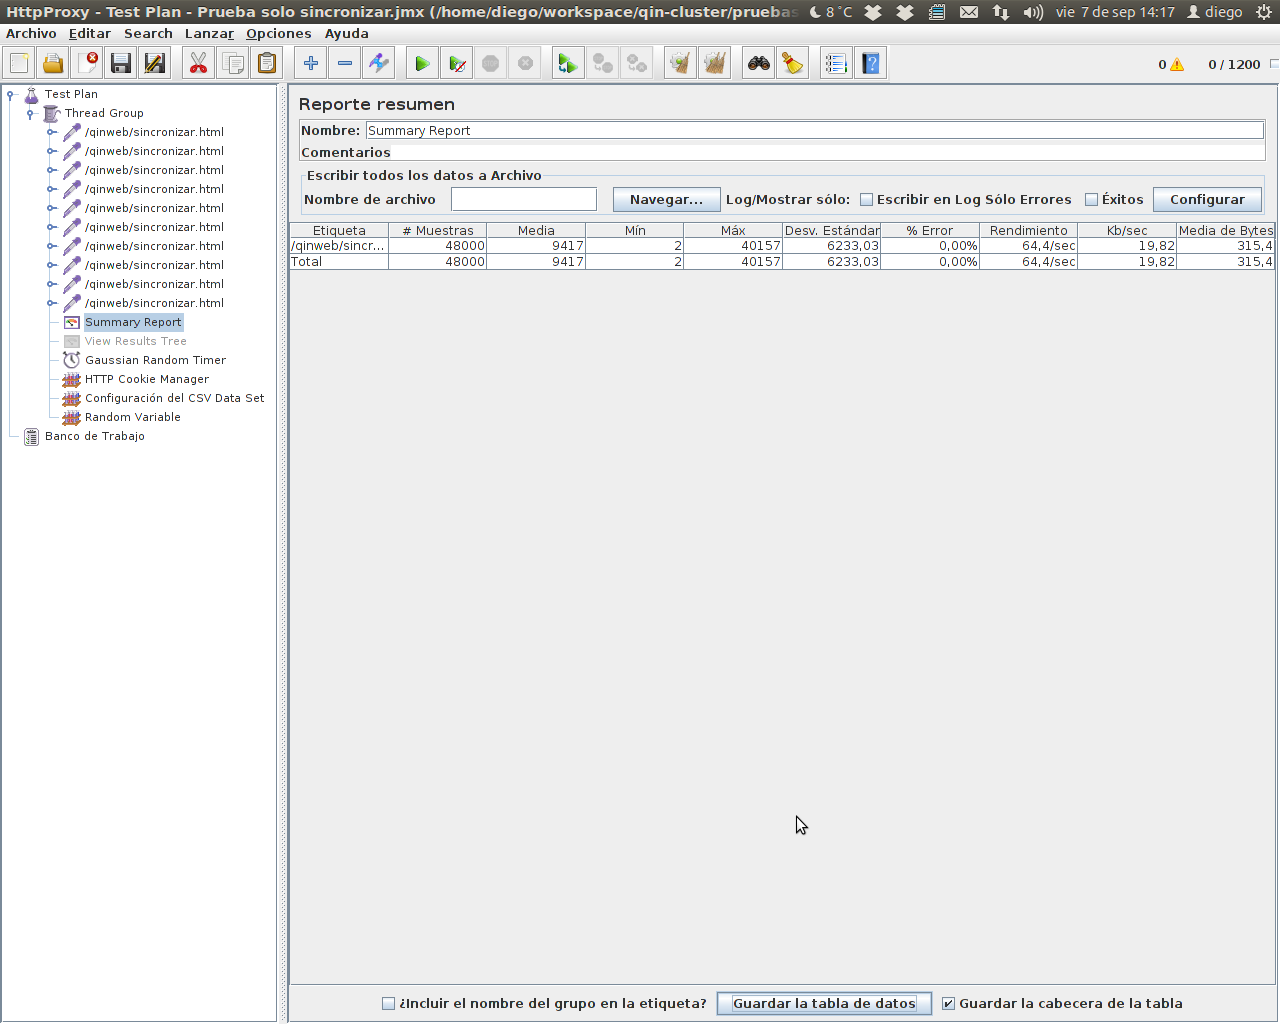 HttpProxy - Test Plan - Prueba solo sincronizar.jmx (/home/diego/workspace/qin-cluster/pruebas 8°C vie 7 de sep 14:17 diego
Archivo Editar Search Lanzar Opciones Ayuda
0 0 / 1200
Test Plan
Thread Group
/qinweb/sincronizar.html
/qinweb/sincronizar.html
/qinweb/sincronizar.html
/qinweb/sincronizar.html
/qinweb/sincronizar.html
/qinweb/sincronizar.html
/qinweb/sincronizar.html
/qinweb/sincronizar.html
/qinweb/sincronizar.html
/qinweb/sincronizar.html
Summary Report
View Results Tree
Gaussian Random Timer
HTTP Cookie Manager
Configuración del CSV Data Set
Random Variable
Banco de Trabajo
Reporte resumen
Nombre: Summary Report
Comentarios
Escribir todos los datos a Archivo
Nombre de archivo Navegar... Log/Mostrar sólo: Escribir en Log Sólo Errores Éxitos Configurar
Etiqueta # Muestras Media Mín Máx Desv. Estándar % Error Rendimiento Kb/sec Media de Bytes
/qinweb/sincr... 48000 9417 2 40157 6233,03 0,00% 64,4/sec 19,82 315,4
Total 48000 9417 2 40157 6233,03 0,00% 64,4/sec 19,82 315,4
¿Incluir el nombre del grupo en la etiqueta? Guardar la tabla de datos Guardar la cabecera de la tabla